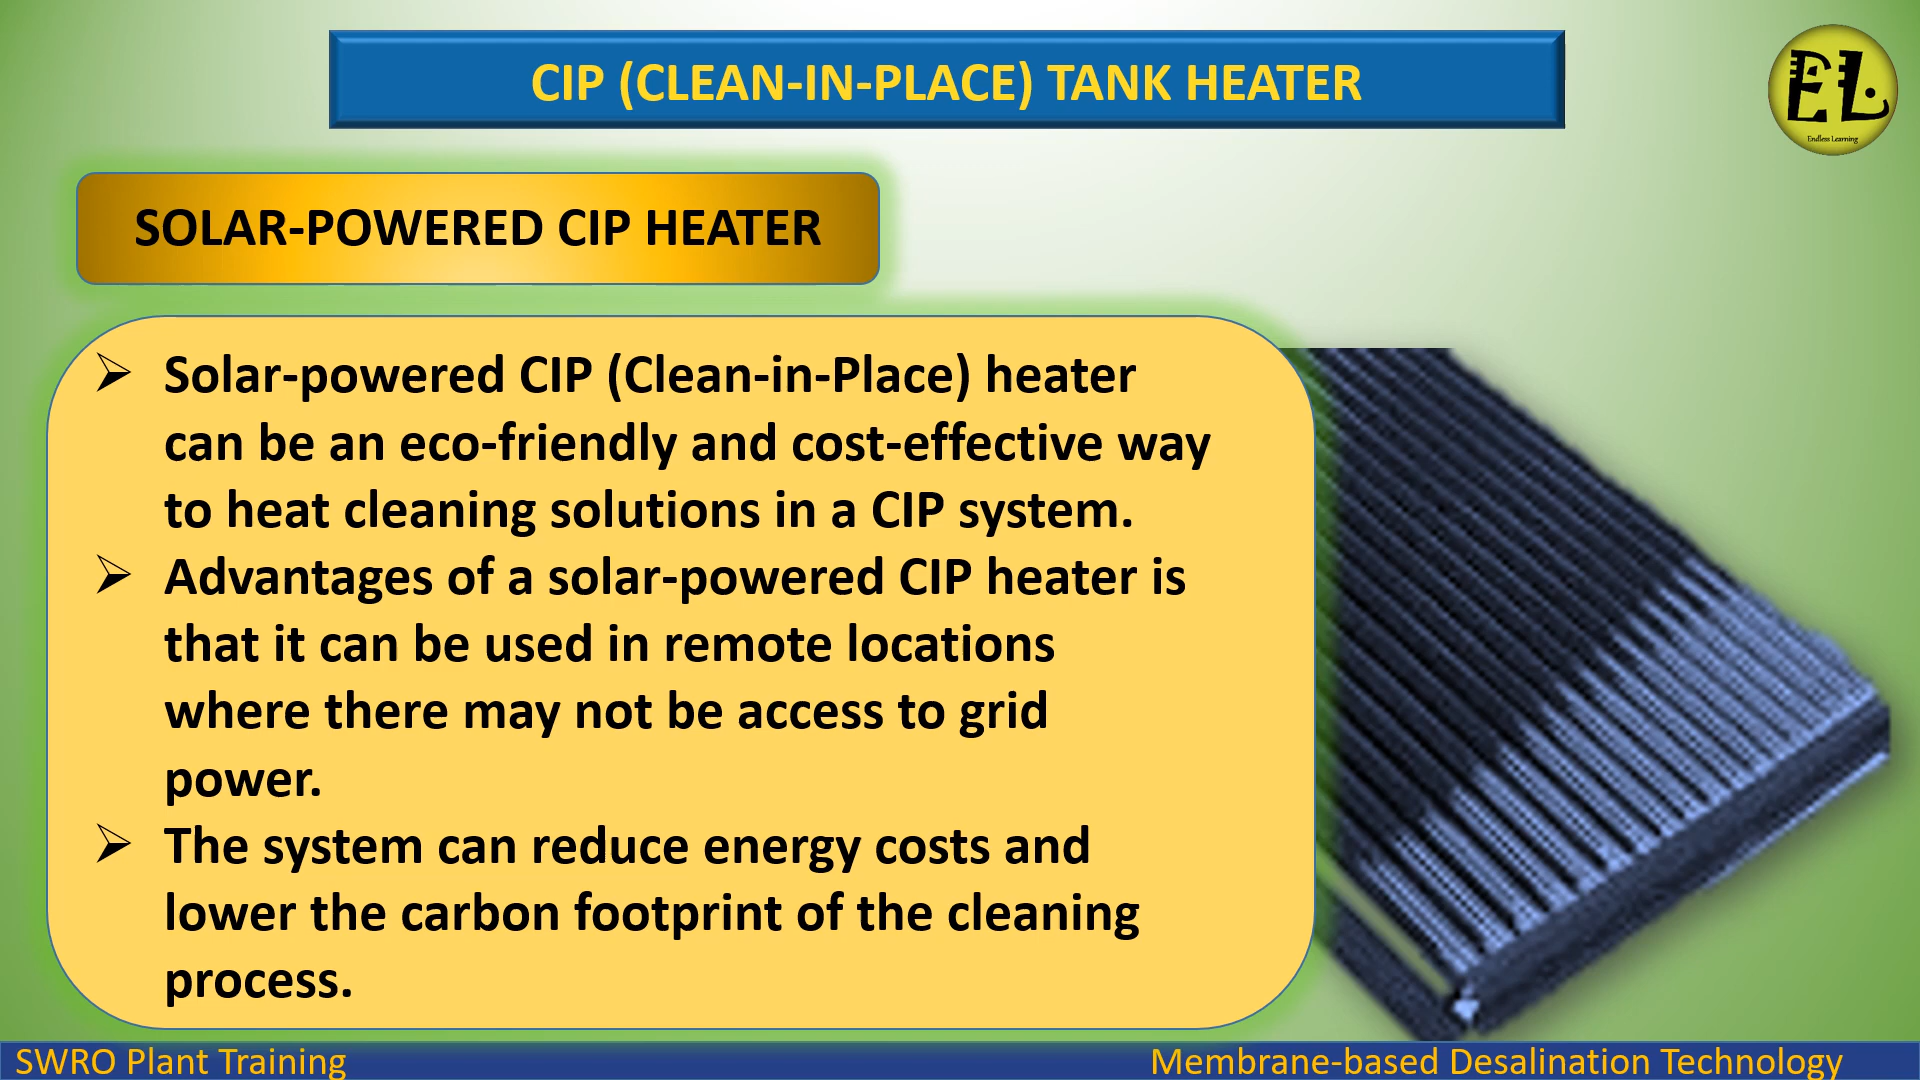 CIP (CLEAN-IN-PLACE) TANK HEATER
EL
Endless Learning
SOLAR-POWERED CIP HEATER
➢ Solar-powered CIP (Clean-in-Place) heater
can be an eco-friendly and cost-effective way
to heat cleaning solutions in a CIP system.
➢ Advantages of a solar-powered CIP heater is
that it can be used in remote locations
where there may not be access to grid
power.
➢ The system can reduce energy costs and
lower the carbon footprint of the cleaning
process.
SWRO Plant Training
Membrane-based Desalination Technology